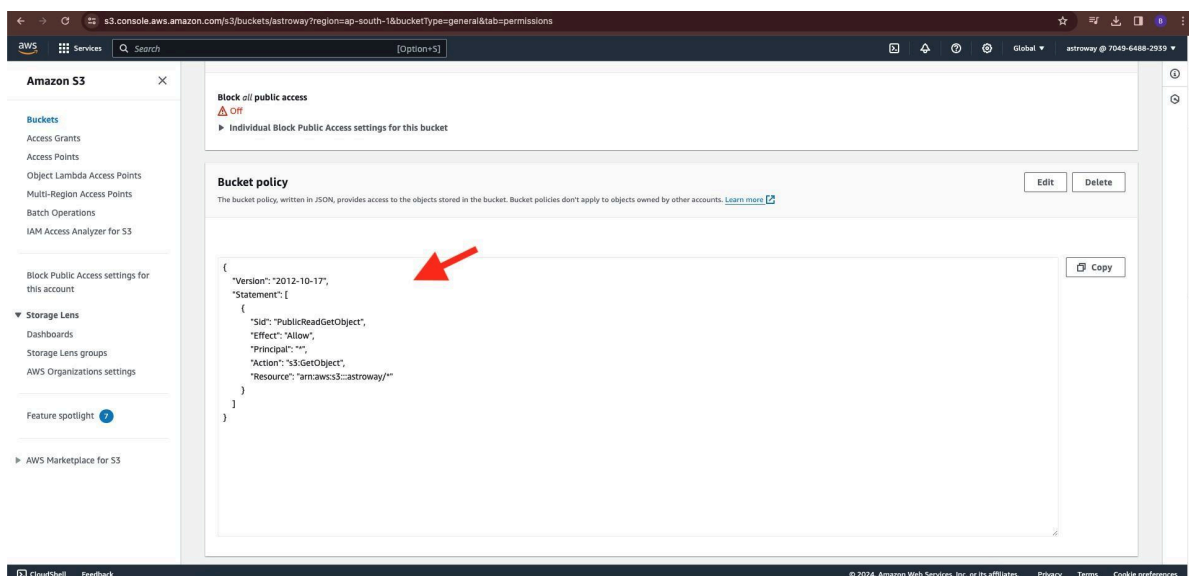 s3.console.aws.amazon.com/s3/buckets/astroway?region=ap-south-1&bucketType=general&tab=permissions
aws Services Search [Option+S] Global astroway @ 7049-6488-2939
Amazon S3
Buckets
Access Grants
Access Points
Object Lambda Access Points
Multi-Region Access Points
Batch Operations
IAM Access Analyzer for S3
Block Public Access settings for
this account
Storage Lens
Dashboards
Storage Lens groups
AWS Organizations settings
Feature spotlight 7
AWS Marketplace for S3
Block all public access
Off
Individual Block Public Access settings for this bucket
Bucket policy
Edit Delete
The bucket policy, written in JSON, provides access to the objects stored in the bucket. Bucket policies don't apply to objects owned by other accounts. Learn more
Copy
{
"Version": "2012-10-17",
"Statement": [
{
"Sid": "PublicReadGetObject",
"Effect": "Allow",
"Principal": "*",
"Action": "s3:GetObject",
"Resource": "arn:aws:s3:::astroway/*"
}
]
}
CloudShell Feedback © 2024, Amazon Web Services, Inc. or its affiliates. Privacy Terms Cookie preferences